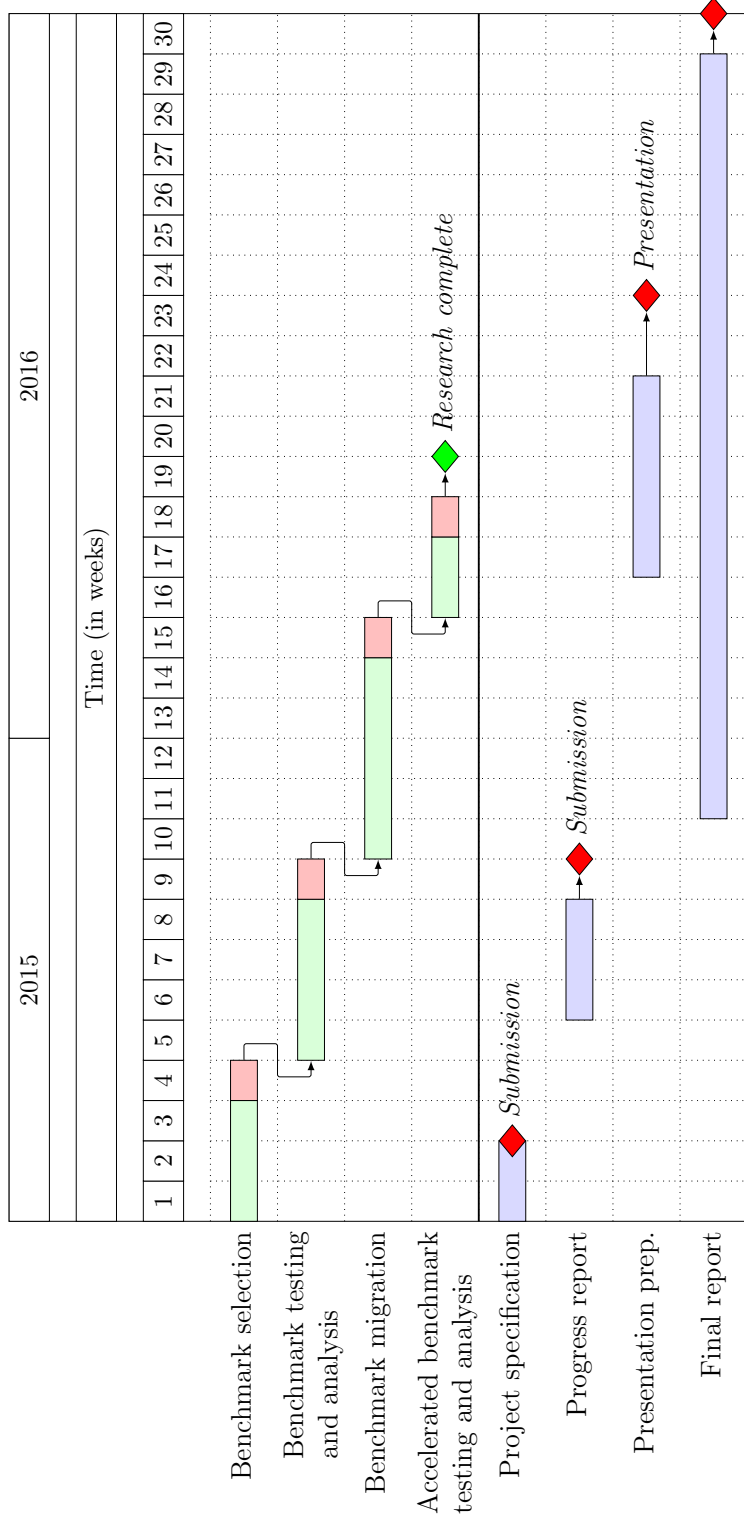 2015
2016
Time (in weeks)
1
2
3
4
5
6
7
8
9
10
11
12
13
14
15
16
17
18
19
20
21
22
23
24
25
26
27
28
29
30
Benchmark selection
Benchmark testing
and analysis
Benchmark migration
Accelerated benchmark
testing and analysis
Research complete
Project specification
Submission
Progress report
Submission
Presentation prep.
Presentation
Final report